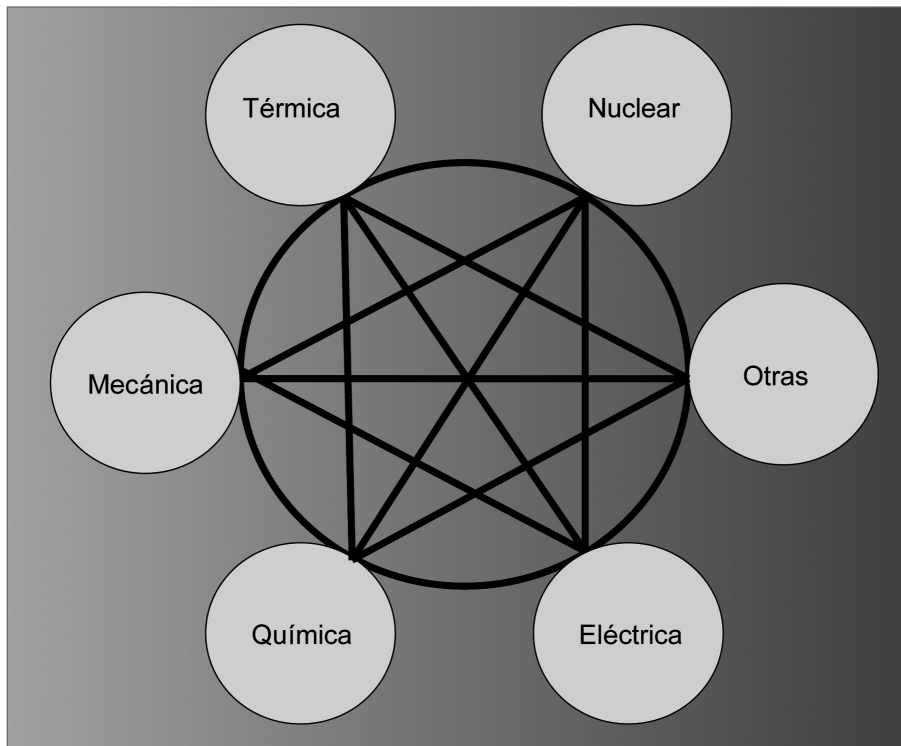 Térmica
Nuclear
Mecánica
Otras
Química
Eléctrica